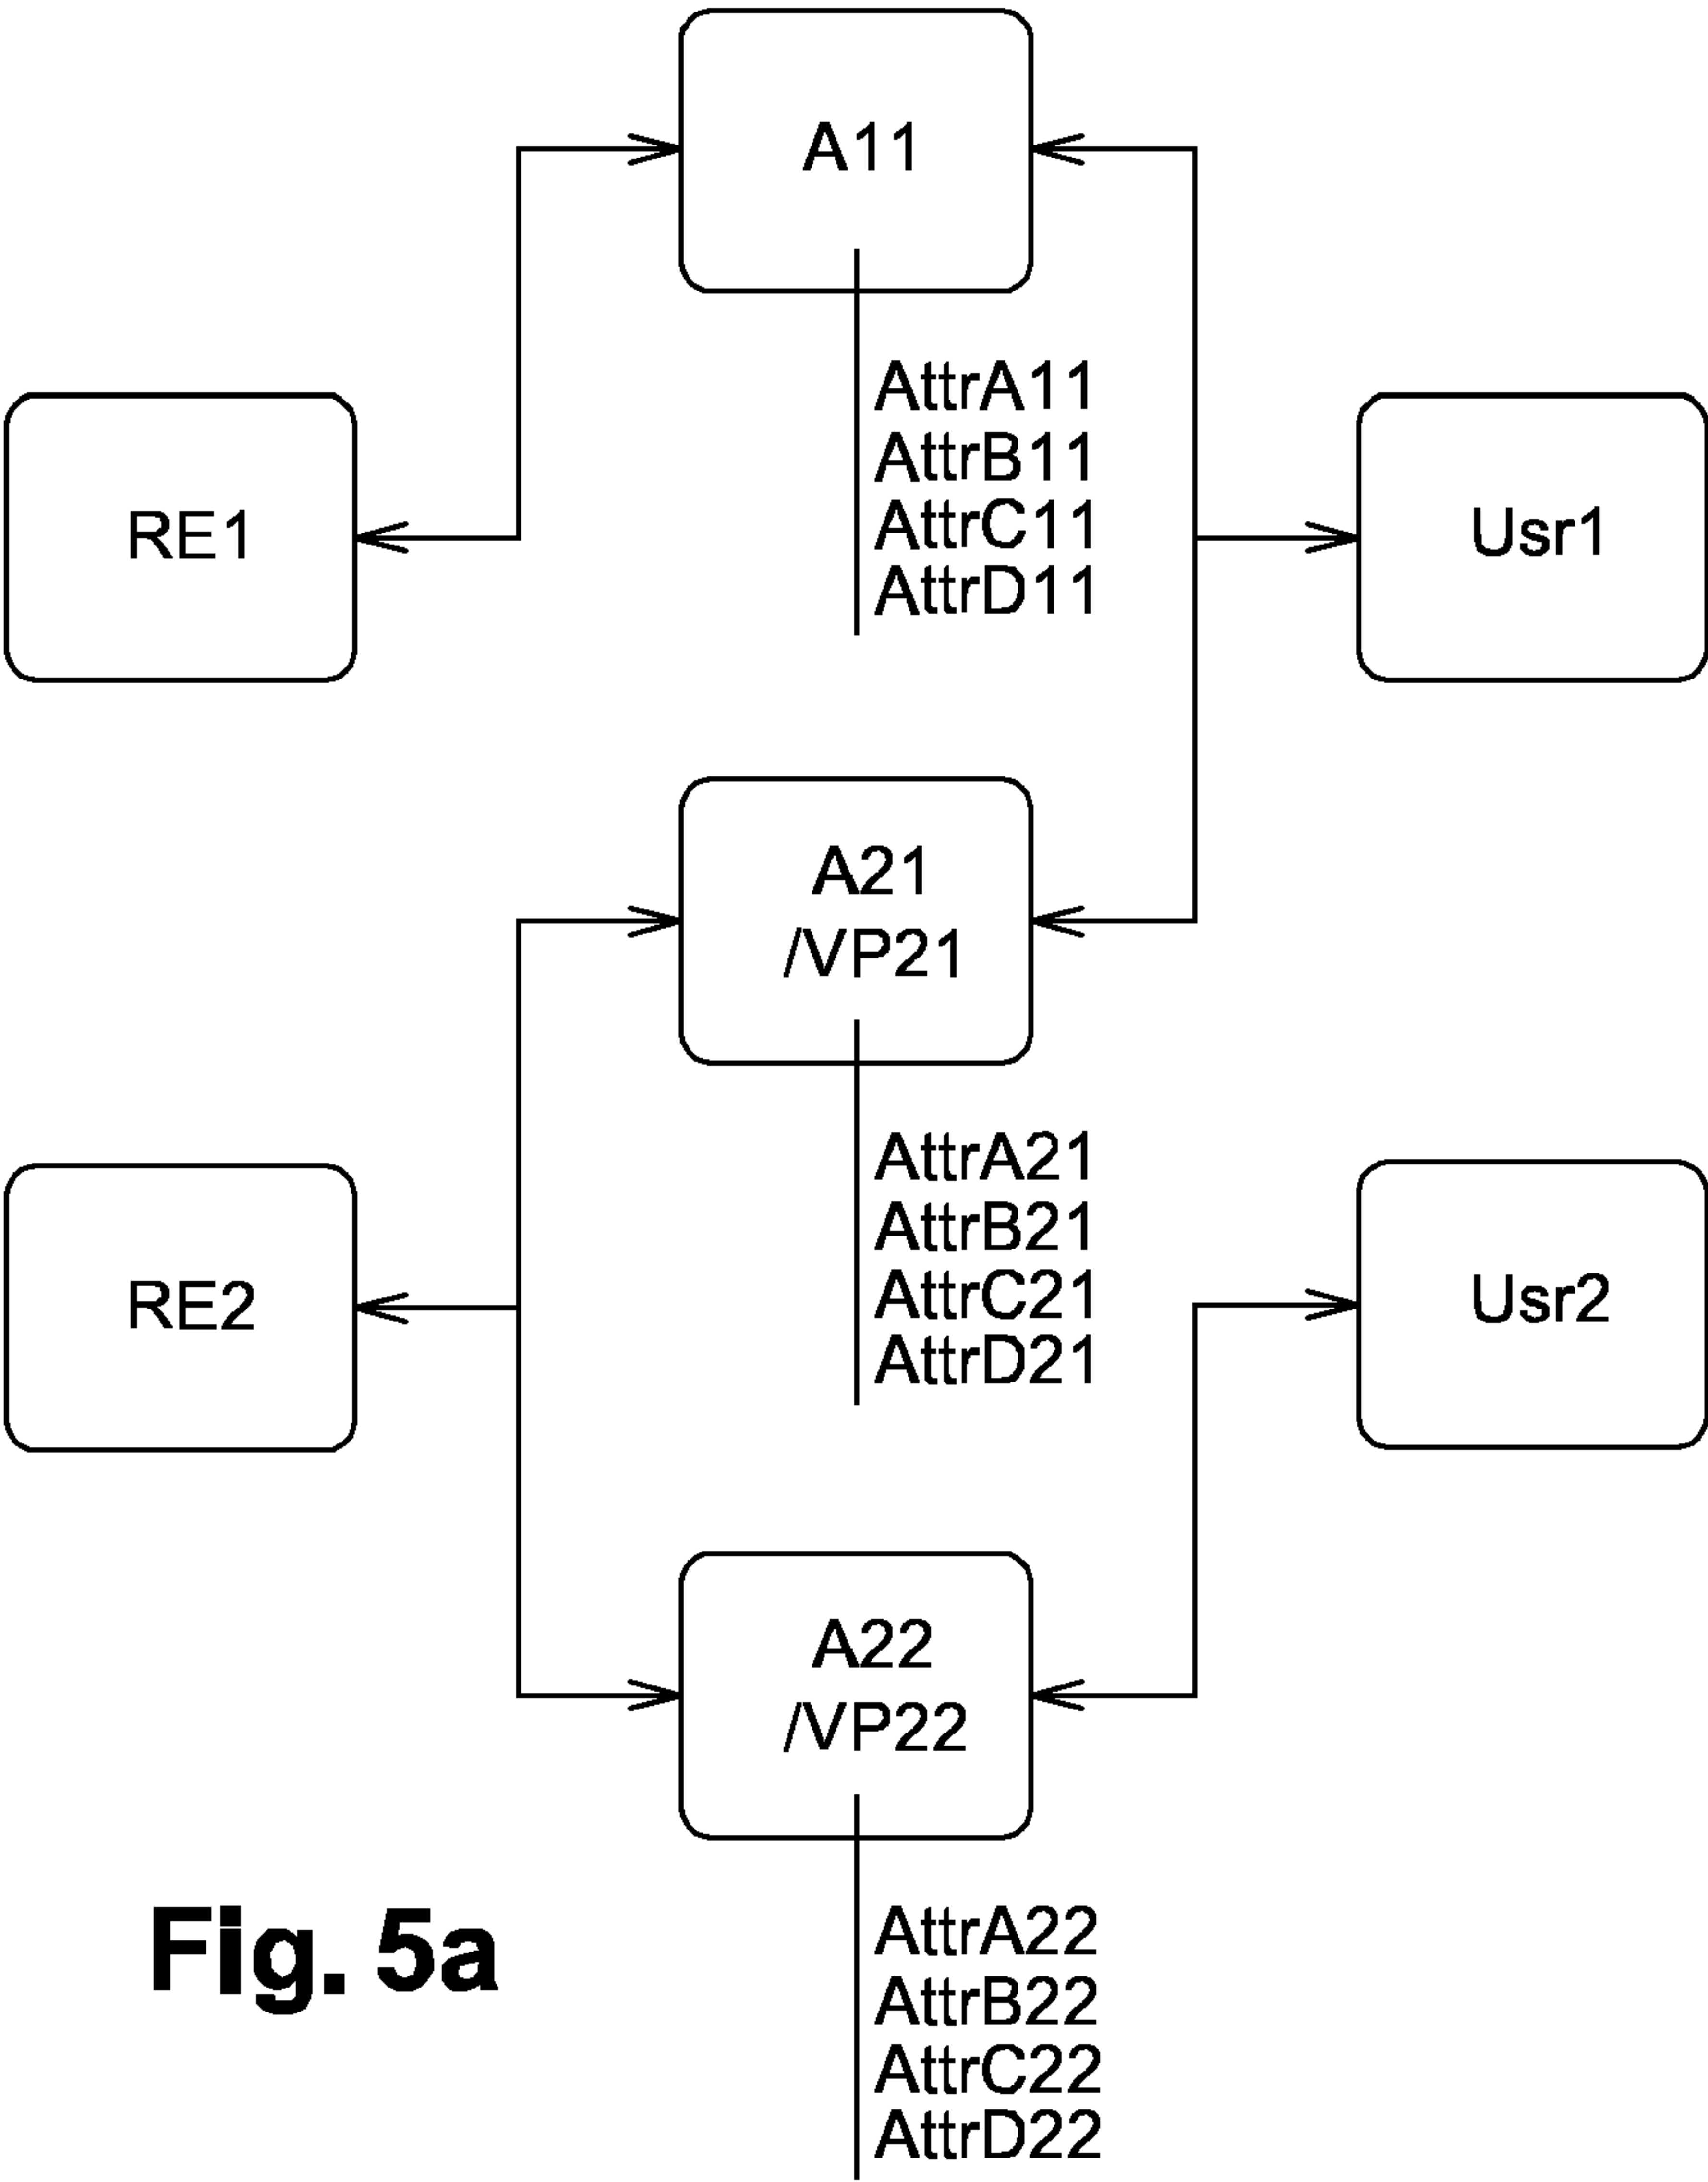 A11
AttrA11
AttrB11
AttrC11
AttrD11
RE1
Usr1
A21
/VP21
AttrA21
AttrB21
AttrC21
AttrD21
RE2
Usr2
A22
/VP22
AttrA22
AttrB22
AttrC22
AttrD22
Fig. 5a